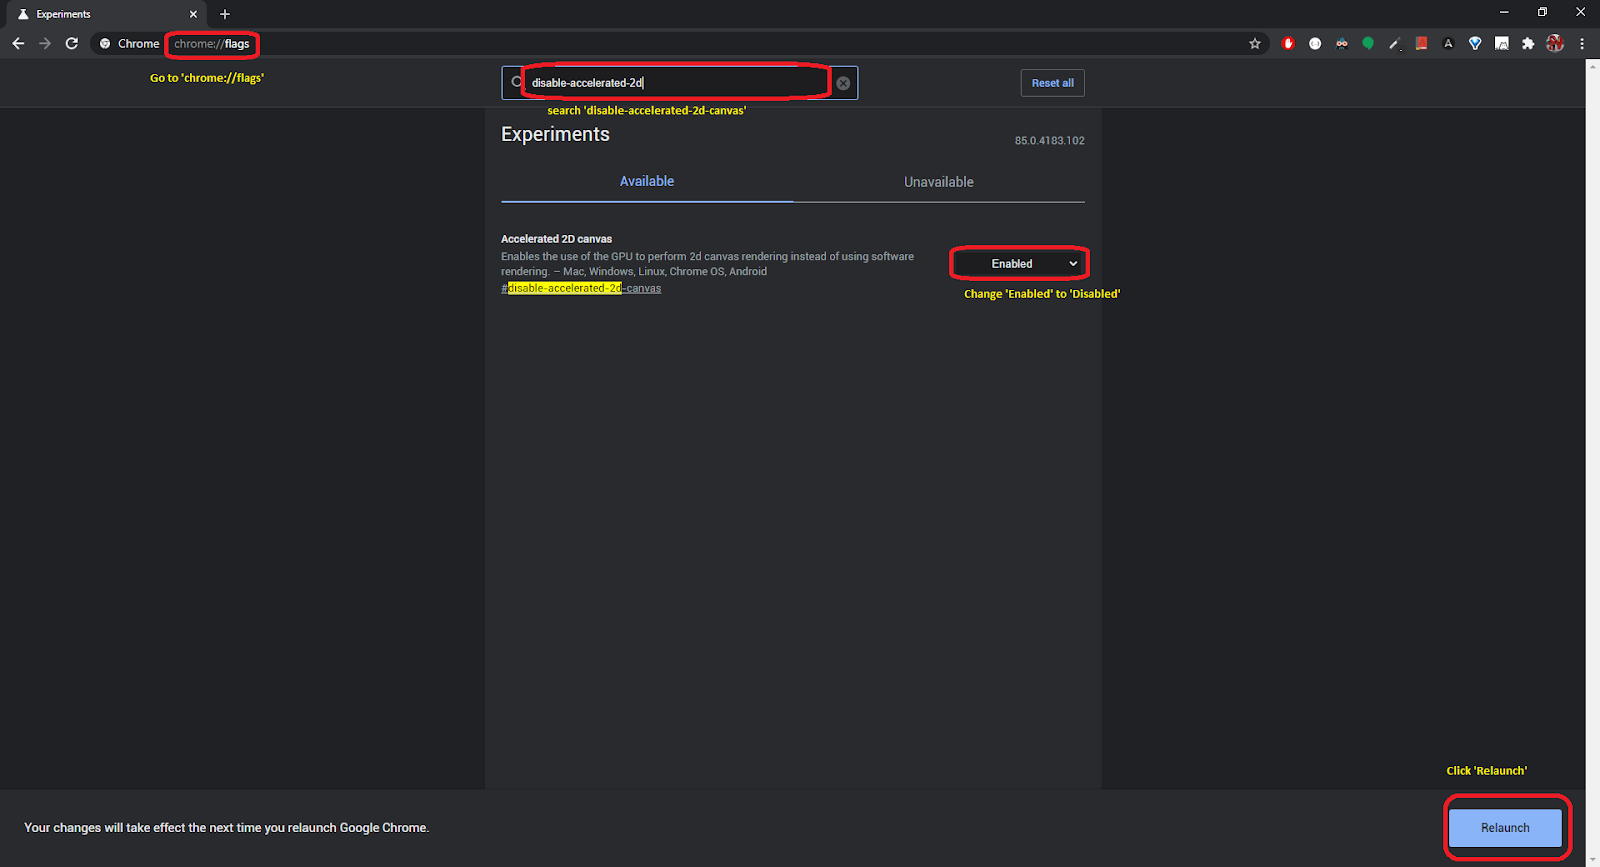 Experiments
Chrome chrome://flags
Go to 'chrome://flags'
disable-accelerated-2d
Reset all
search 'disable-accelerated-2d-canvas'
Experiments
85.0.4183.102
Available
Unavailable
Accelerated 2D canvas
Enables the use of the GPU to perform 2d canvas rendering instead of using software
rendering. – Mac, Windows, Linux, Chrome OS, Android
#disable-accelerated-2d-canvas
Enabled
Change 'Enabled' to 'Disabled'
Click 'Relaunch'
Your changes will take effect the next time you relaunch Google Chrome.
Relaunch